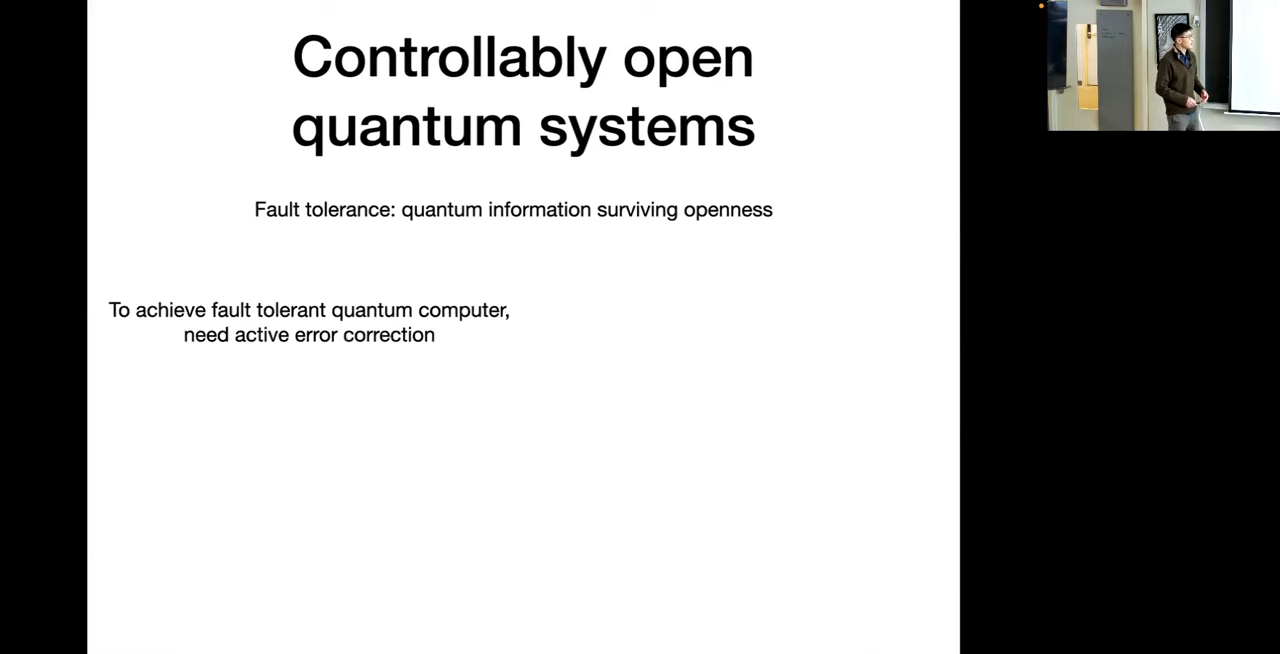 Controllably open
quantum systems
Fault tolerance: quantum information surviving openness
To achieve fault tolerant quantum computer,
need active error correction